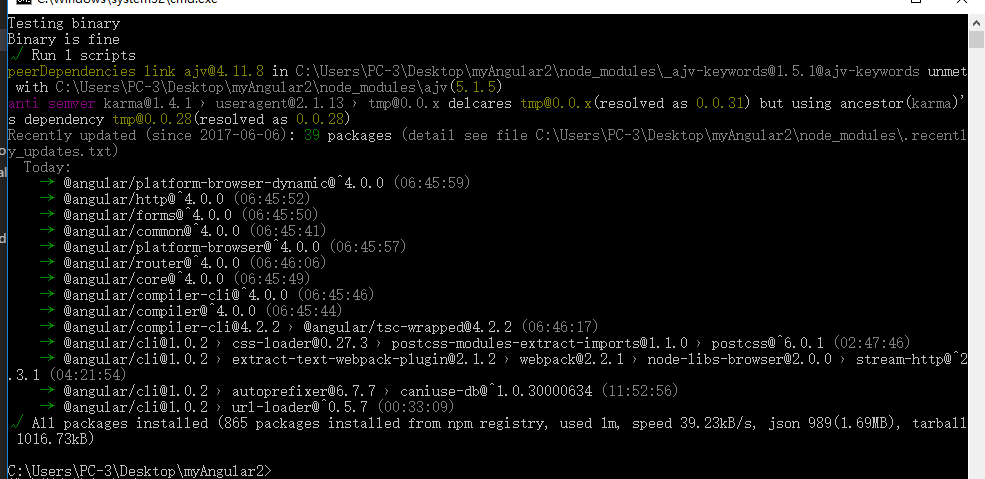 C:\Windows\system32\cmd.exe
Testing binary
Binary is fine
√ Run 1 scripts
peerDependencies link ajv@4.11.8 in C:\Users\PC-3\Desktop\myAngular2\node_modules\_ajv-keywords@1.5.1@ajv-keywords unmet
 with C:\Users\PC-3\Desktop\myAngular2\node_modules\ajv(5.1.5)
anti semver karma@1.4.1 › useragent@2.1.13 › tmp@0.0.x delcares tmp@0.0.x(resolved as 0.0.31) but using ancestor(karma)'
s dependency tmp@0.0.28(resolved as 0.0.28)
Recently updated (since 2017-06-06): 39 packages (detail see file C:\Users\PC-3\Desktop\myAngular2\node_modules\.recentl
y_updates.txt)
  Today:
    → @angular/platform-browser-dynamic@^4.0.0 (06:45:59)
    → @angular/http@^4.0.0 (06:45:52)
    → @angular/forms@^4.0.0 (06:45:50)
    → @angular/common@^4.0.0 (06:45:41)
    → @angular/platform-browser@^4.0.0 (06:45:57)
    → @angular/router@^4.0.0 (06:46:06)
    → @angular/core@^4.0.0 (06:45:49)
    → @angular/compiler-cli@^4.0.0 (06:45:46)
    → @angular/compiler@^4.0.0 (06:45:44)
    → @angular/compiler-cli@4.2.2 › @angular/tsc-wrapped@4.2.2 (06:46:17)
    → @angular/cli@1.0.2 › css-loader@0.27.3 › postcss-modules-extract-imports@1.1.0 › postcss@^6.0.1 (02:47:46)
    → @angular/cli@1.0.2 › extract-text-webpack-plugin@2.1.2 › webpack@2.2.1 › node-libs-browser@2.0.0 › stream-http@^2
.3.1 (04:21:54)
    → @angular/cli@1.0.2 › autoprefixer@6.7.7 › caniuse-db@^1.0.30000634 (11:52:56)
    → @angular/cli@1.0.2 › url-loader@^0.5.7 (00:33:09)
√ All packages installed (865 packages installed from npm registry, used 1m, speed 39.23kB/s, json 989(1.69MB), tarball
 1016.73kB)
C:\Users\PC-3\Desktop\myAngular2>